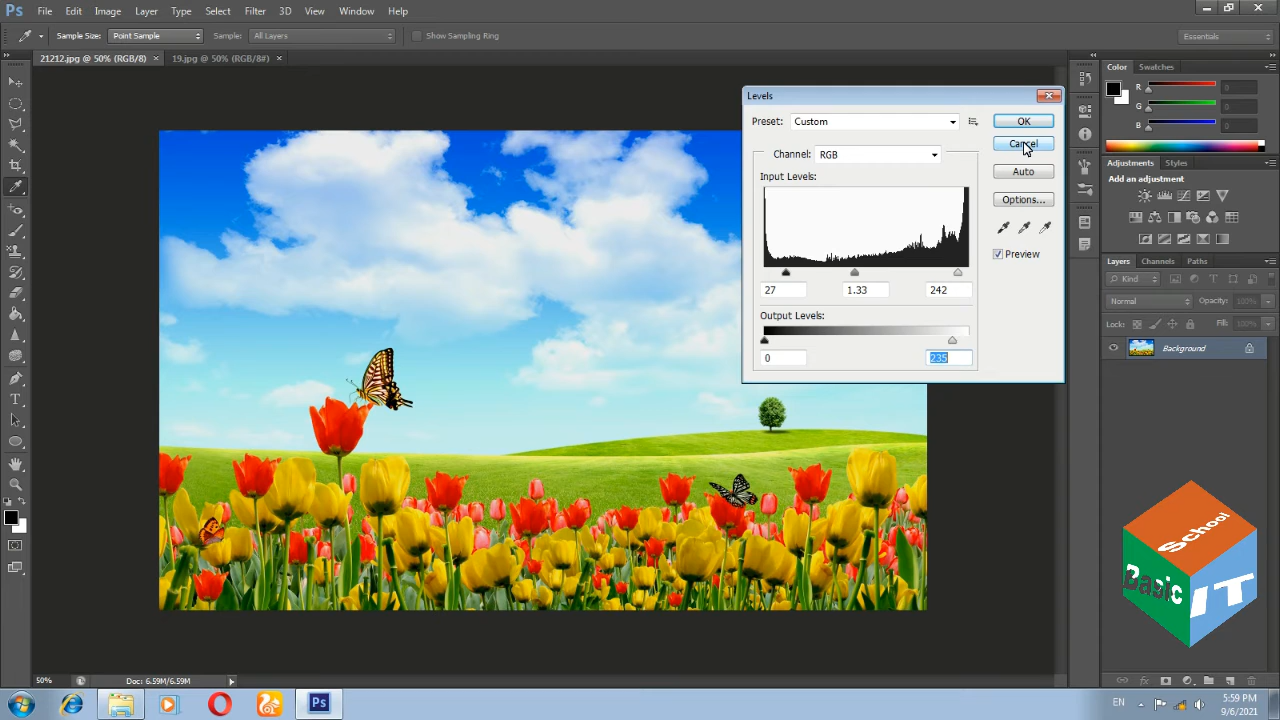 Ps File Edit Image Layer Type Select Filter 3D View Window Help
Sample Size: Point Sample Sample: All Layers Show Sampling Ring Essentials
21212.jpg @ 50% (RGB/8) × 19.jpg @ 50% (RGB/8#) ×
Levels
Preset: Custom OK
Cancel
Channel: RGB
Auto
Input Levels:
Options...
Preview
27 1.33 242
Output Levels:
0 235
Color Swatches
R 0
G 0
B 0
Adjustments Styles
Add an adjustment
Layers Channels Paths
Kind
Normal Opacity: 100%
Lock: Fill: 100%
Background
School
Basic IT
50% Doc: 6.59M/6.59M
Ps EN 5:59 PM
9/6/2021